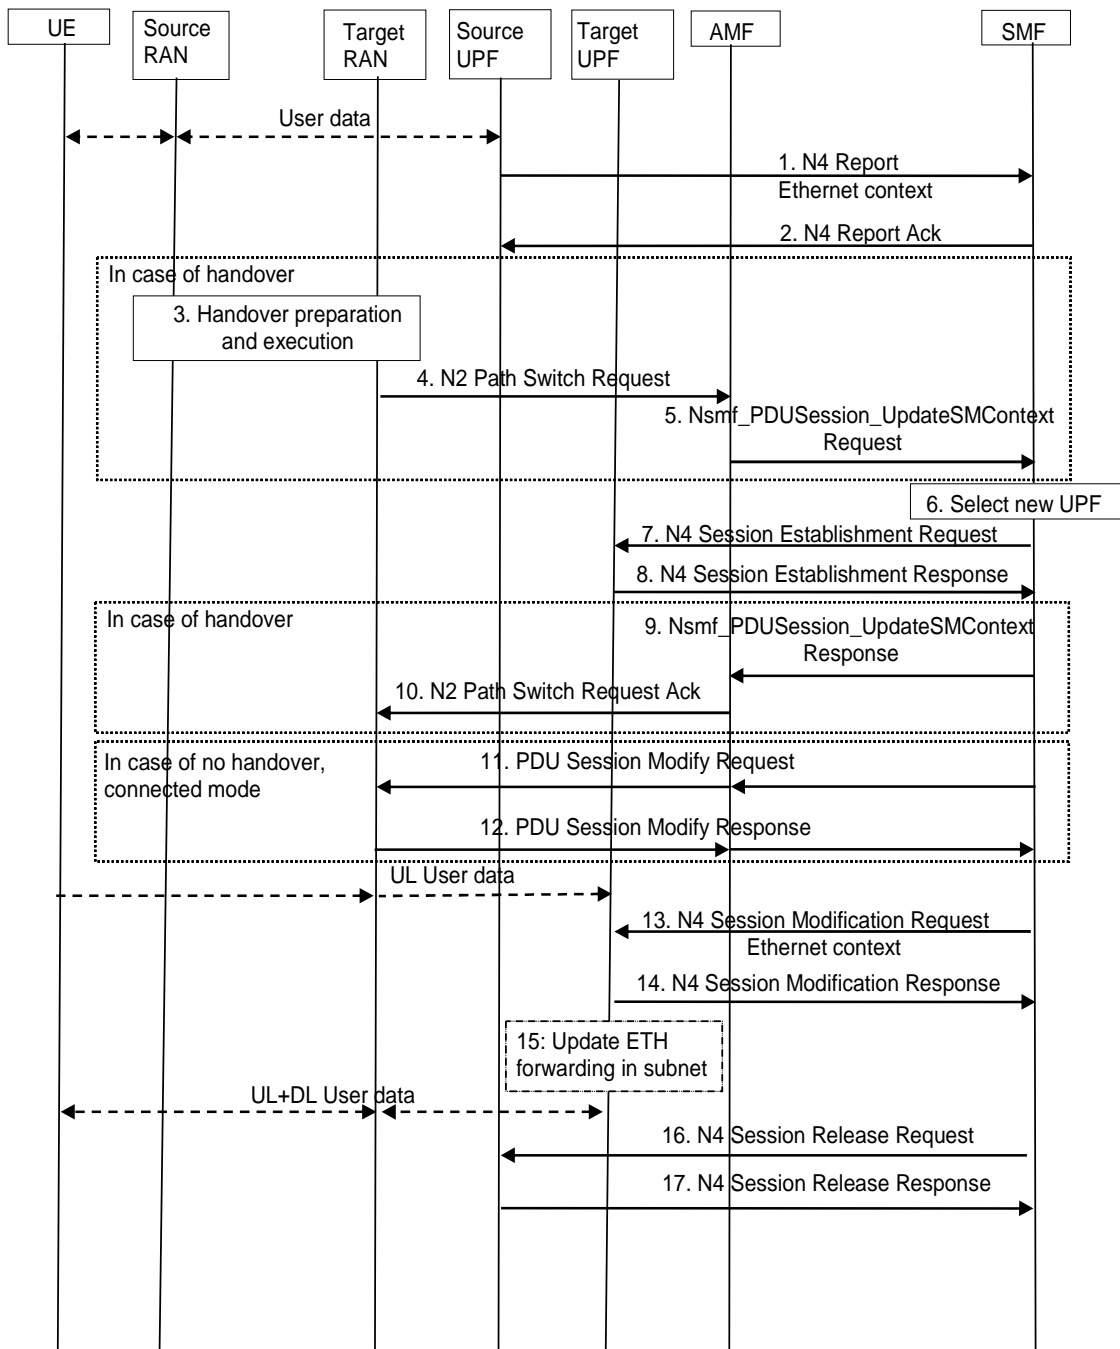 UE
Source
RAN
Target
RAN
Source
UPF
Target
UPF
AMF
SMF
User data
1. N4 Report
Ethernet context
2. N4 Report Ack
In case of handover
3. Handover preparation
and execution
4. N2 Path Switch Request
5. Nsmf_PDUSession_UpdateSMContext
Request
6. Select new UPF
7. N4 Session Establishment Request
8. N4 Session Establishment Response
In case of handover
9. Nsmf_PDUSession_UpdateSMContext
Response
10. N2 Path Switch Request Ack
In case of no handover,
connected mode
11. PDU Session Modify Request
12. PDU Session Modify Response
UL User data
13. N4 Session Modification Request
Ethernet context
14. N4 Session Modification Response
15: Update ETH
forwarding in subnet
UL+DL User data
16. N4 Session Release Request
17. N4 Session Release Response